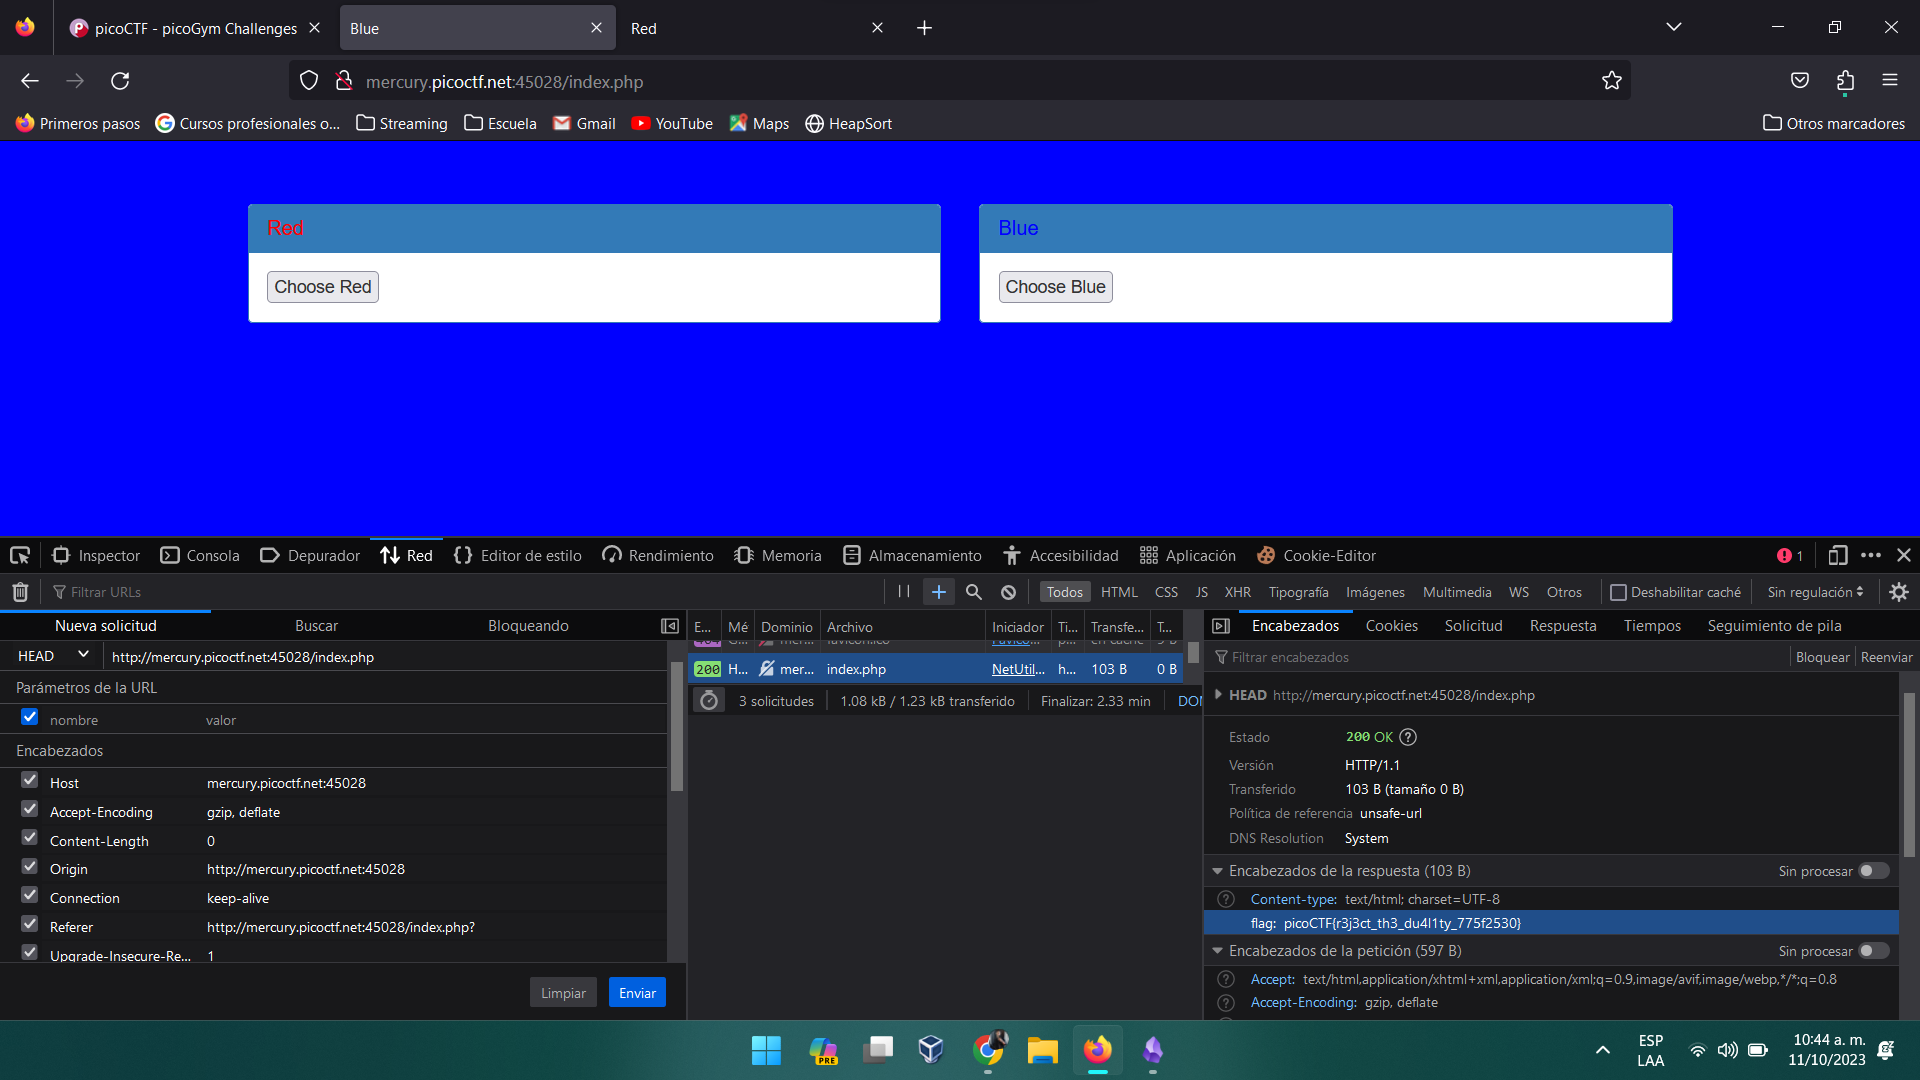 picoCTF - picoGym Challenges
Blue
Red
mercury.picoctf.net:45028/index.php
Primeros pasos
Cursos profesionales o...
Streaming
Escuela
Gmail
YouTube
Maps
HeapSort
Otros marcadores
Red
Blue
Choose Red
Choose Blue
Inspector
Consola
Depurador
Red
Editor de estilo
Rendimiento
Memoria
Almacenamiento
Accesibilidad
Aplicación
Cookie-Editor
1
Filtrar URLs
Todos
HTML
CSS
JS
XHR
Tipografía
Imágenes
Multimedia
WS
Otros
Deshabilitar caché
Sin regulación
Nueva solicitud
Buscar
Bloqueando
HEAD
http://mercury.picoctf.net:45028/index.php
Parámetros de la URL
nombre valor
Encabezados
Host mercury.picoctf.net:45028
Accept-Encoding gzip, deflate
Content-Length 0
Origin http://mercury.picoctf.net:45028
Connection keep-alive
Referer http://mercury.picoctf.net:45028/index.php?
Upgrade-Insecure-Re... 1
Limpiar
Enviar
E... Mé Dominio Archivo Iniciador Ti... Transfe... T...
200 H... mer... index.php NetUtil... h... 103 B 0 B
3 solicitudes 1.08 kB / 1.23 kB transferido Finalizar: 2.33 min
Encabezados
Cookies
Solicitud
Respuesta
Tiempos
Seguimiento de pila
Filtrar encabezados
Bloquear
Reenviar
HEAD http://mercury.picoctf.net:45028/index.php
Estado 200 OK
Versión HTTP/1.1
Transferido 103 B (tamaño 0 B)
Política de referencia unsafe-url
DNS Resolution System
Encabezados de la respuesta (103 B)
Sin procesar
Content-type: text/html; charset=UTF-8
flag: picoCTF{r3j3ct_th3_du4l1ty_775f2530}
Encabezados de la petición (597 B)
Sin procesar
Accept: text/html,application/xhtml+xml,application/xml;q=0.9,image/avif,image/webp,*/*;q=0.8
Accept-Encoding: gzip, deflate
PRE
ESP
LAA
10:44 a. m.
11/10/2023